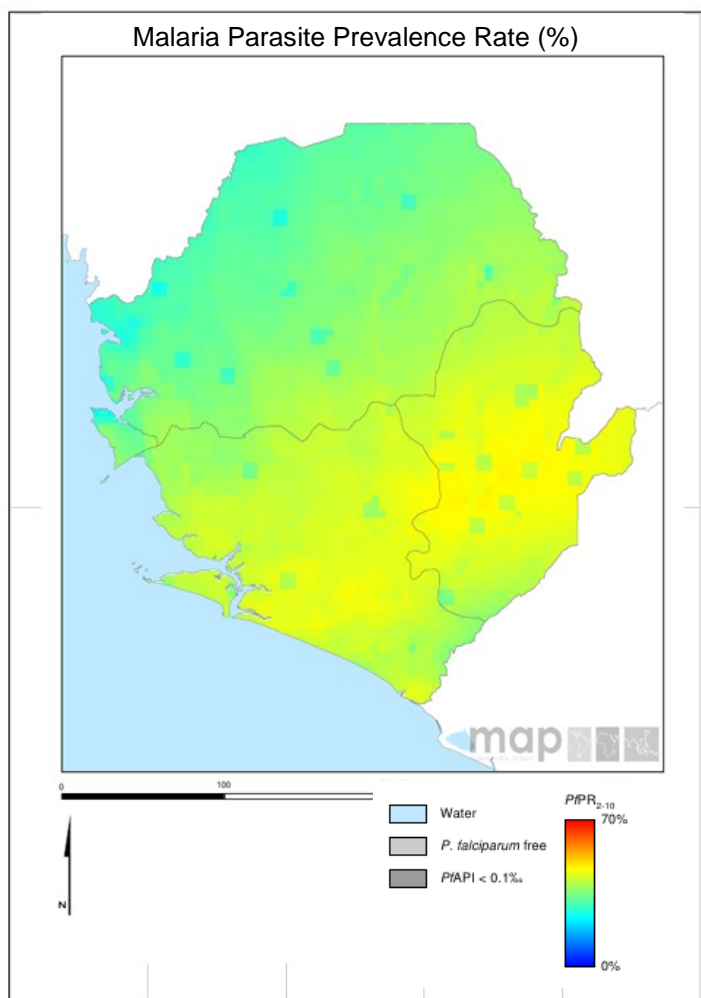 Malaria Parasite Prevalence Rate (%)
map
0
100
Water
P. falciparum free
PfAPI < 0.1‰
PfPR2-10
70%
0%
N